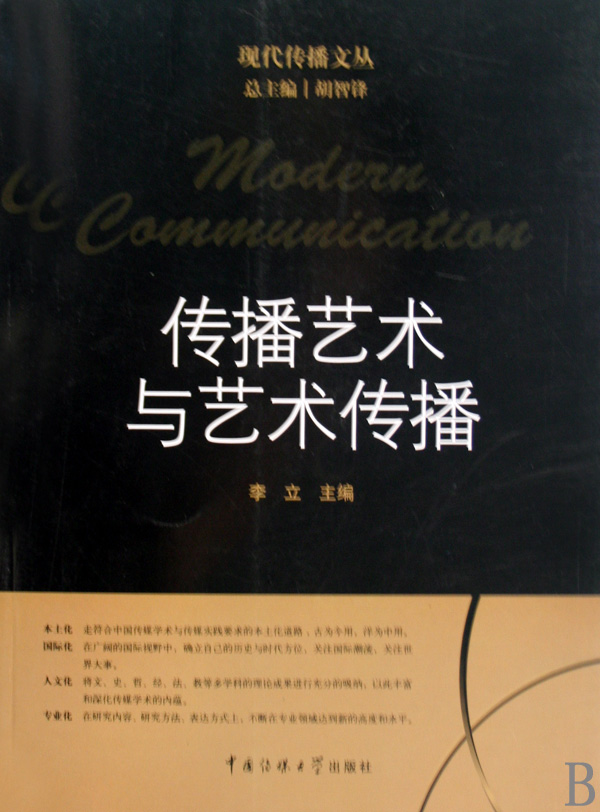 现代传播文丛
总主编 | 胡智锋
Modern
Communication
传播艺术
与艺术传播
李 立 主编
本土化 走符合中国传媒学术与传媒实践要求的本土化道路、古为今用、洋为中用。
国际化 在广阔的国际视野中，确立自己的历史与时代方位，关注国际潮流，关注世
界大事。
人文化 将文、史、哲、经、法、教等多学科的理论成果进行充分的吸纳，以此丰富
和深化传媒学术的内蕴。
专业化 在研究内容、研究方法、表达方式上，不断在专业领域达到新的高度和水平。
中国传媒大学出版社
B